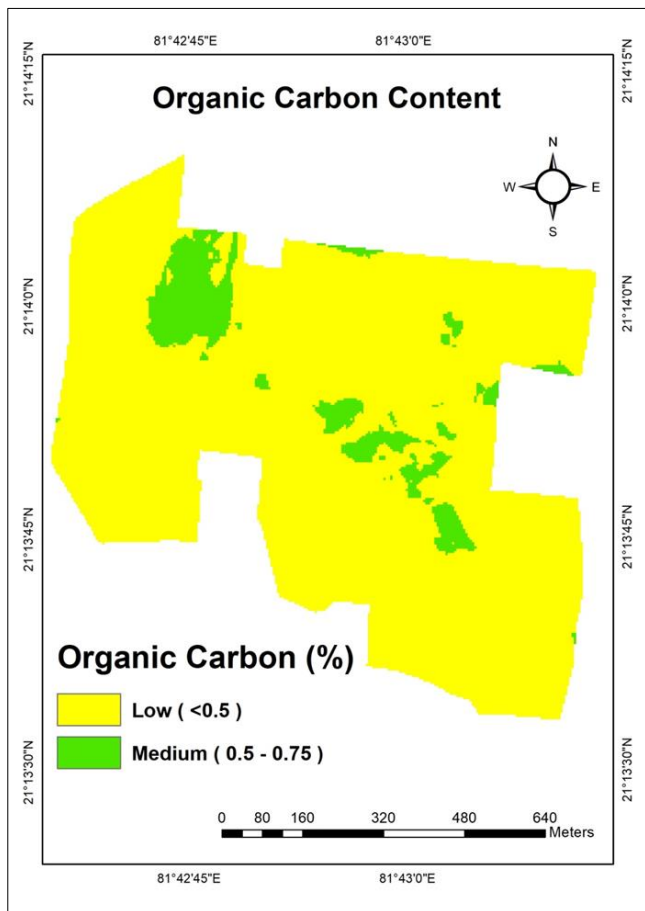 81°42'45"E 81°43'0"E
21°14'15"N 21°14'15"N
Organic Carbon Content
N
W E
S
21°14'0"N 21°14'0"N
21°13'45"N 21°13'45"N
Organic Carbon (%)
Low ( <0.5 )
Medium ( 0.5 - 0.75 )
21°13'30"N 21°13'30"N
0 40 80 160 320 480 640
Meters
81°42'45"E 81°43'0"E